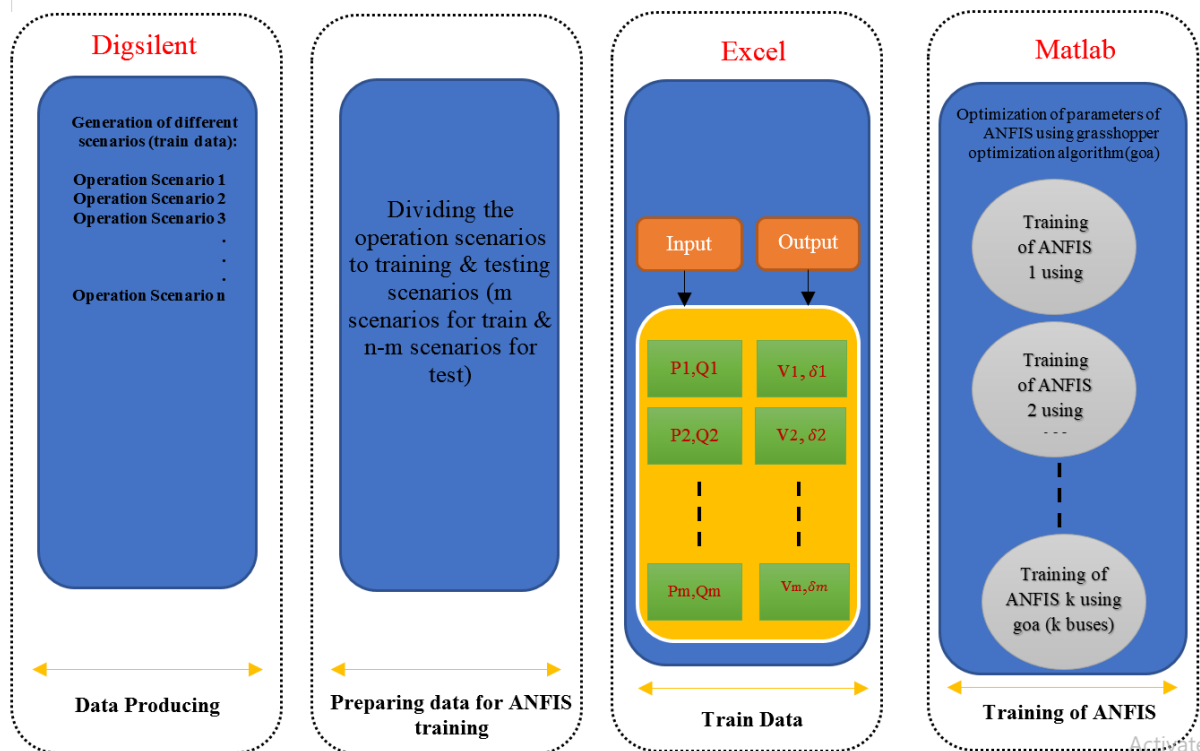 Digsilent
Generation of different
scenarios (train data):
Operation Scenario 1
Operation Scenario 2
Operation Scenario 3
.
.
.
Operation Scenario n
Data Producing
Dividing the
operation scenarios
to training & testing
scenarios (m
scenarios for train &
n-m scenarios for
test)
Preparing data for ANFIS
training
Excel
Input
Output
P1,Q1
V1, δ1
P2,Q2
V2, δ2
Pm,Qm
Vm,δm
Train Data
Matlab
Optimization of parameters of
ANFIS using grasshopper
optimization algorithm(goa)
Training
of ANFIS
1 using
Training
of ANFIS
2 using
Training of
ANFIS k using
goa (k buses)
Training of ANFIS